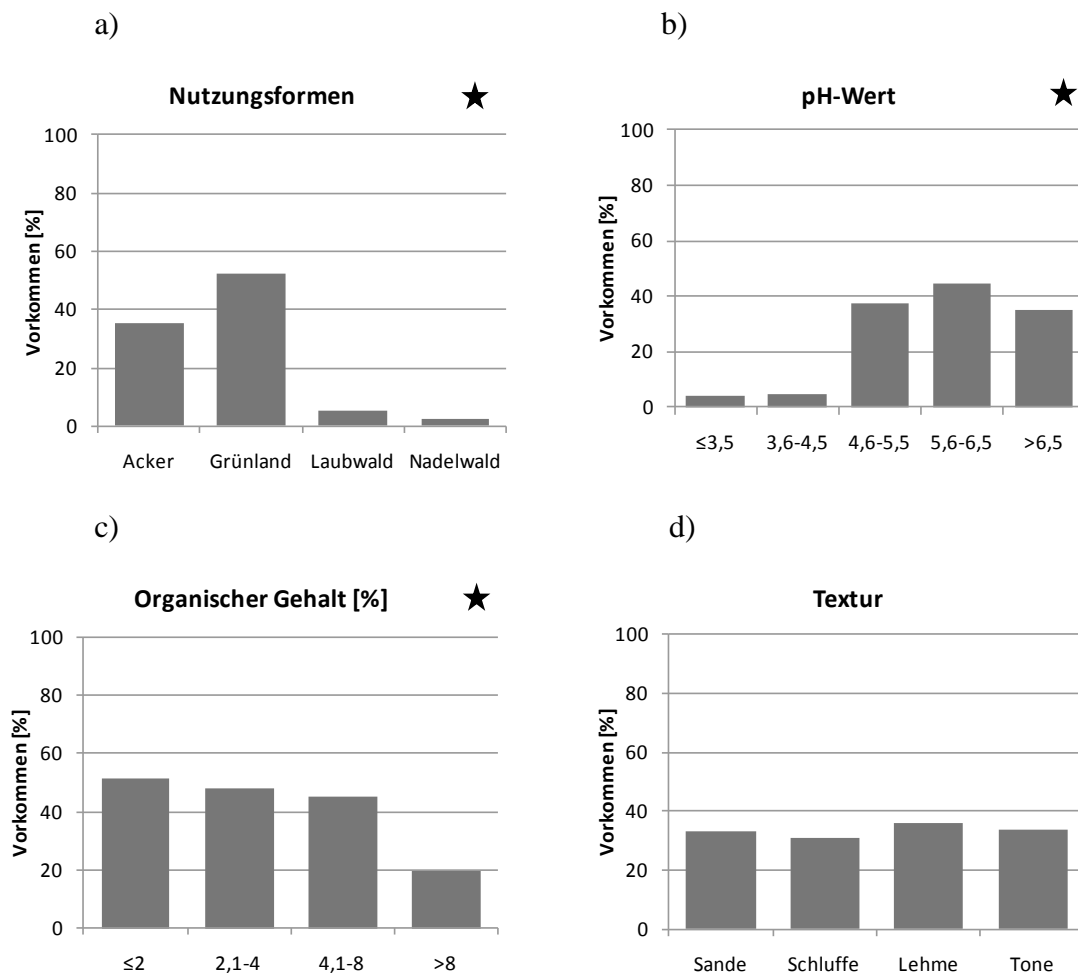 a)
Nutzungsformen ★
Vorkommen [%]
100
80
60
40
20
0
Acker Grünland Laubwald Nadelwald
b)
pH-Wert ★
Vorkommen [%]
100
80
60
40
20
0
≤3,5 3,6-4,5 4,6-5,5 5,6-6,5 >6,5
c)
Organischer Gehalt [%] ★
Vorkommen [%]
100
80
60
40
20
0
≤2 2,1-4 4,1-8 >8
d)
Textur
Vorkommen [%]
100
80
60
40
20
0
Sande Schluffe Lehme Tone